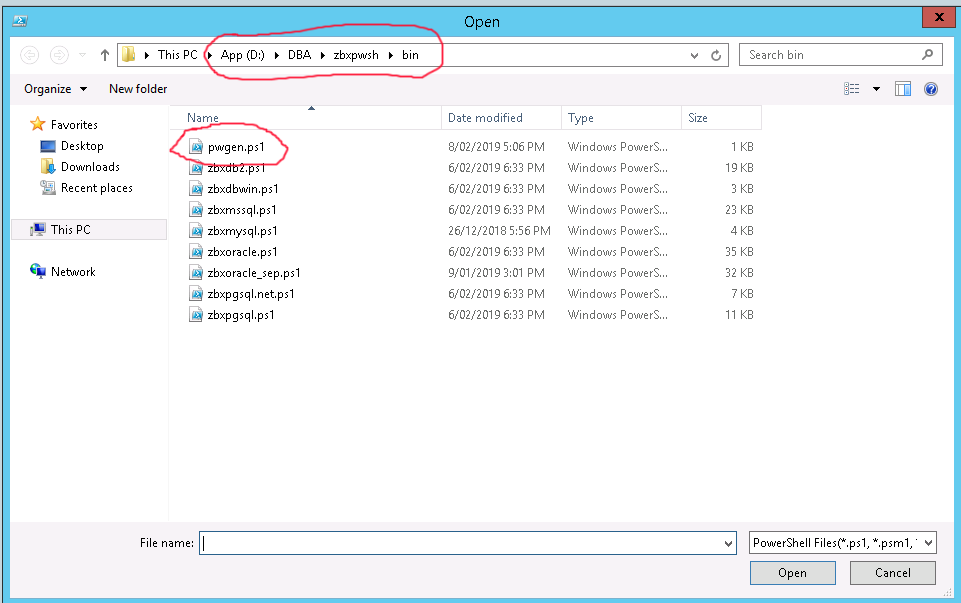 Open
x
This PC App (D:) DBA zbxpwsh bin
Search bin
Organize New folder
Name Date modified Type Size
Favorites
Desktop
Downloads
Recent places
This PC
Network
pwgen.ps1 8/02/2019 5:06 PM Windows PowerS... 1 KB
zbxdb2.ps1 6/02/2019 6:33 PM Windows PowerS... 19 KB
zbxdbwin.ps1 6/02/2019 6:33 PM Windows PowerS... 3 KB
zbxmssql.ps1 6/02/2019 6:33 PM Windows PowerS... 23 KB
zbxmysql.ps1 26/12/2018 5:56 PM Windows PowerS... 4 KB
zbxoracle.ps1 6/02/2019 6:33 PM Windows PowerS... 35 KB
zbxoracle_sep.ps1 9/01/2019 3:01 PM Windows PowerS... 32 KB
zbxpgsql.net.ps1 6/02/2019 6:33 PM Windows PowerS... 7 KB
zbxpgsql.ps1 6/02/2019 6:33 PM Windows PowerS... 11 KB
File name:
PowerShell Files(*.ps1, *.psm1,
Open Cancel